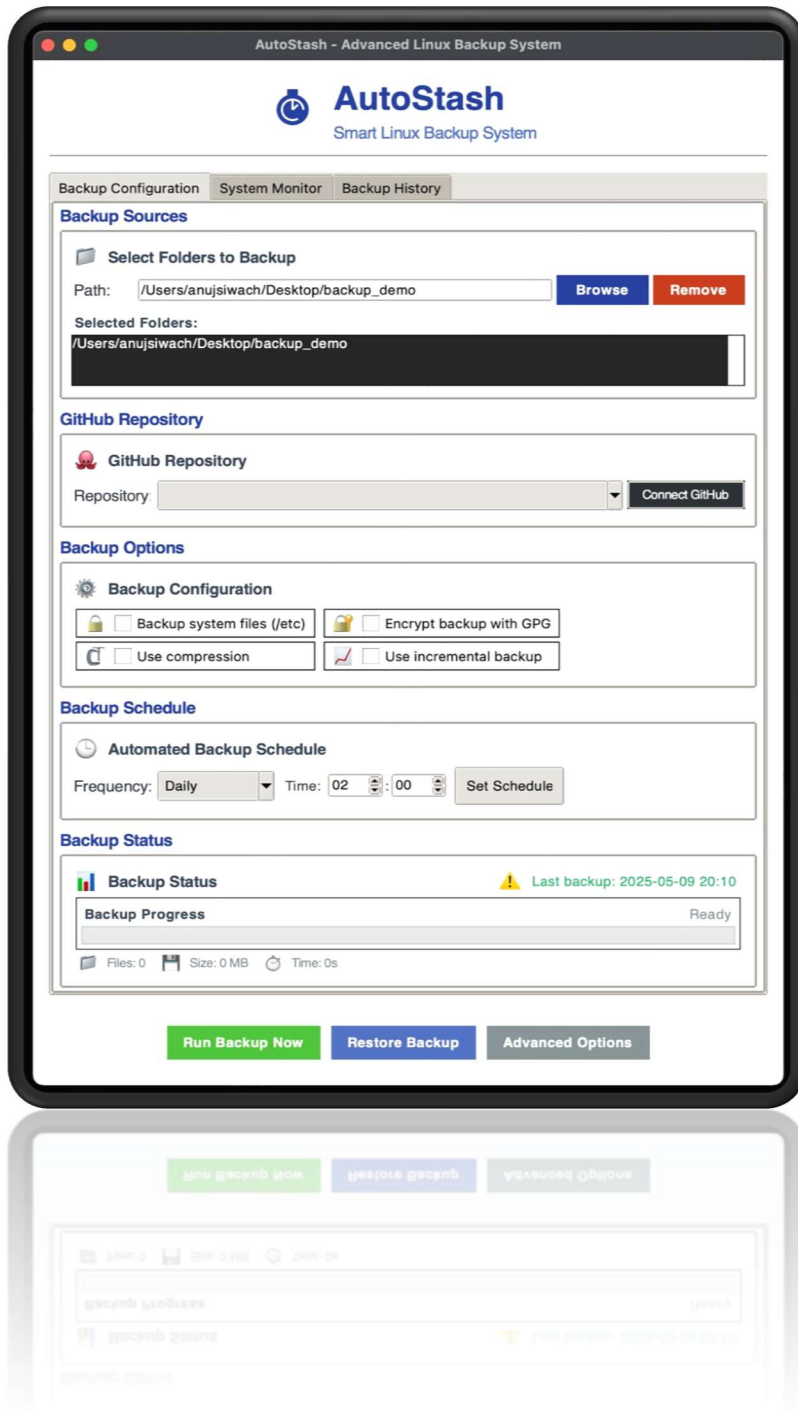 AutoStash - Advanced Linux Backup System
AutoStash
Smart Linux Backup System
Backup Configuration System Monitor Backup History
Backup Sources
Select Folders to Backup
Path: /Users/anujsiwach/Desktop/backup_demo Browse Remove
Selected Folders:
/Users/anujsiwach/Desktop/backup_demo
GitHub Repository
GitHub Repository
Repository: Connect GitHub
Backup Options
Backup Configuration
Backup system files (/etc) Encrypt backup with GPG
Use compression Use incremental backup
Backup Schedule
Automated Backup Schedule
Frequency: Daily Time: 02 : 00 Set Schedule
Backup Status
Backup Status Last backup: 2025-05-09 20:10
Backup Progress Ready
Files: 0 Size: 0 MB Time: 0s
Run Backup Now Restore Backup Advanced Options